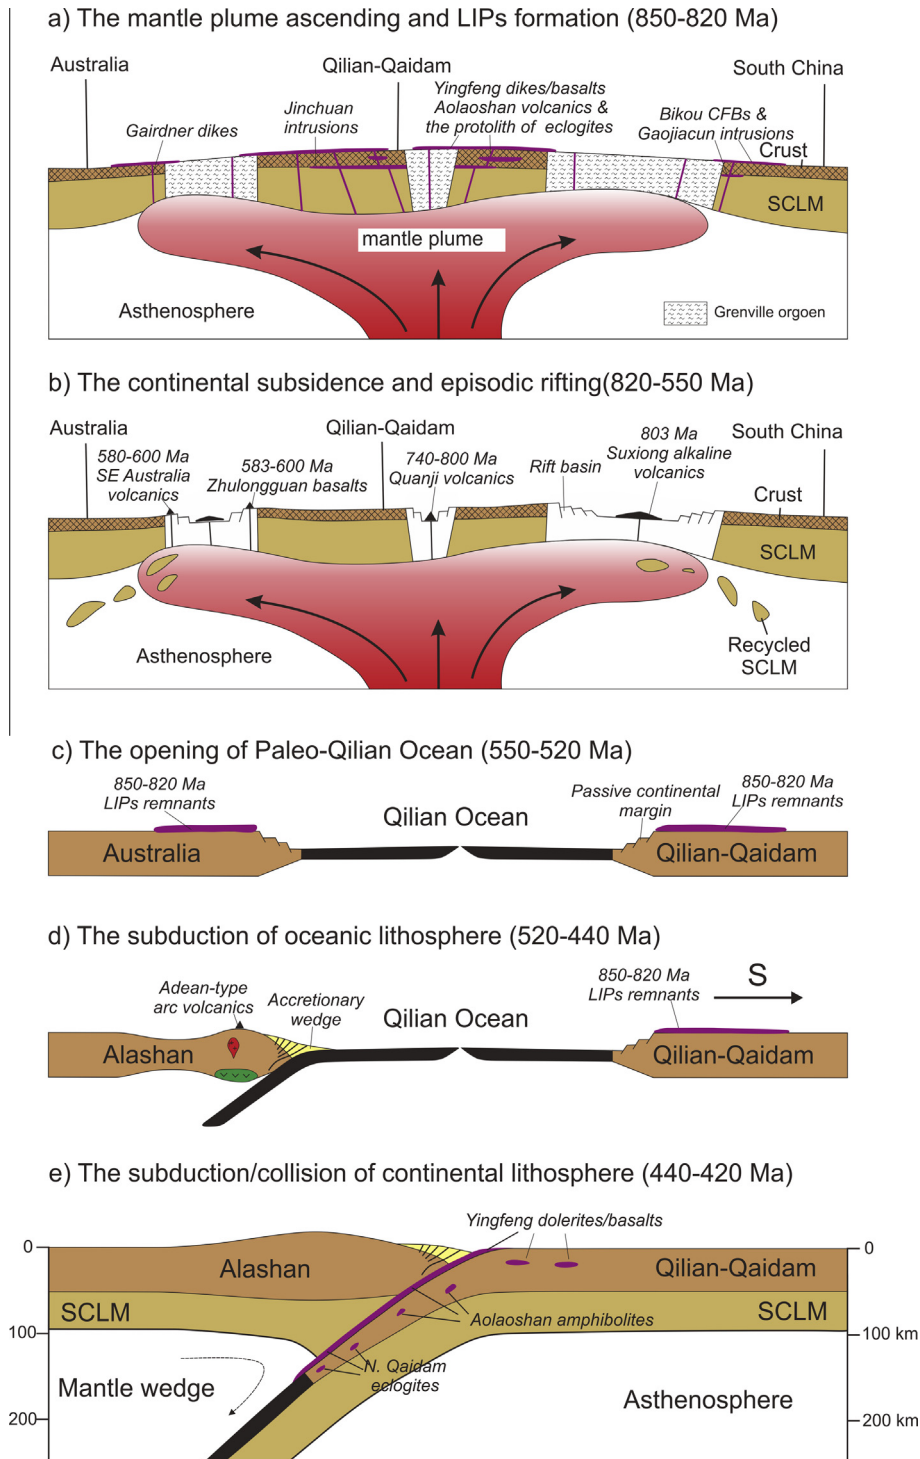 a) The mantle plume ascending and LIPs formation (850-820 Ma)
Australia
Qilian-Qaidam
South China
Gairdner dikes
Jinchuan
intrusions
Yingfeng dikes/basalts
Aolaoshan volcanics &
the protolith of eclogites
Bikou CFBs &
Gaojiacun intrusions
Crust
SCLM
mantle plume
Asthenosphere
Grenville orgoen
b) The continental subsidence and episodic rifting(820-550 Ma)
Australia
Qilian-Qaidam
South China
580-600 Ma
SE Australia
volcanics
583-600 Ma
Zhulongguan basalts
740-800 Ma
Quanji volcanics
Rift basin
803 Ma
Suxiong alkaline
volcanics
Crust
SCLM
Asthenosphere
Recycled
SCLM
c) The opening of Paleo-Qilian Ocean (550-520 Ma)
850-820 Ma
LIPs remnants
Qilian Ocean
Passive continental
margin
850-820 Ma
LIPs remnants
Australia
Qilian-Qaidam
d) The subduction of oceanic lithosphere (520-440 Ma)
Adean-type
arc volcanics
Accretionary
wedge
Qilian Ocean
850-820 Ma
LIPs remnants
S
Alashan
Qilian-Qaidam
e) The subduction/collision of continental lithosphere (440-420 Ma)
Yingfeng dolerites/basalts
0
0
Alashan
Qilian-Qaidam
SCLM
Aolaoshan amphibolites
SCLM
100
100 km
N. Qaidam
eclogites
Mantle wedge
Asthenosphere
200
200 km